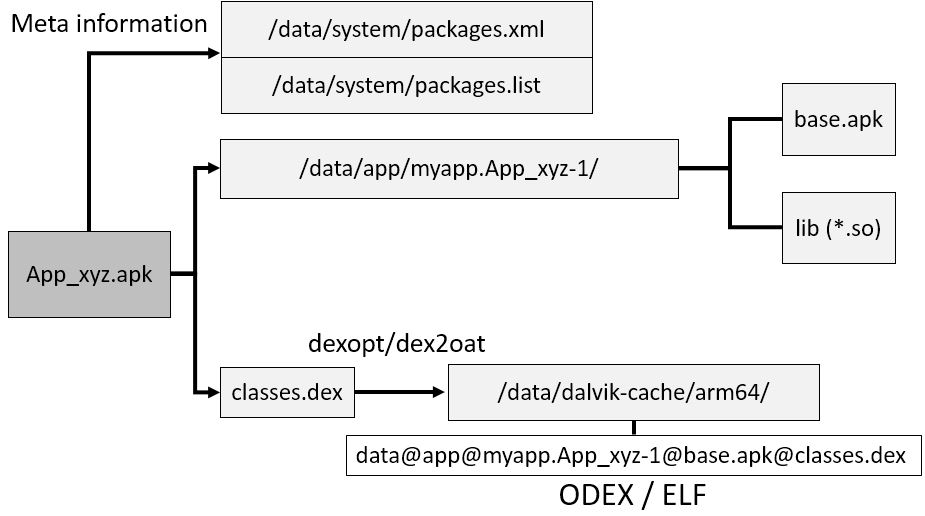 Meta information
/data/system/packages.xml
/data/system/packages.list
base.apk
/data/app/myapp.App_xyz-1/
lib (*.so)
App_xyz.apk
dexopt/dex2oat
classes.dex
/data/dalvik-cache/arm64/
data@app@myapp.App_xyz-1@base.apk@classes.dex
ODEX / ELF